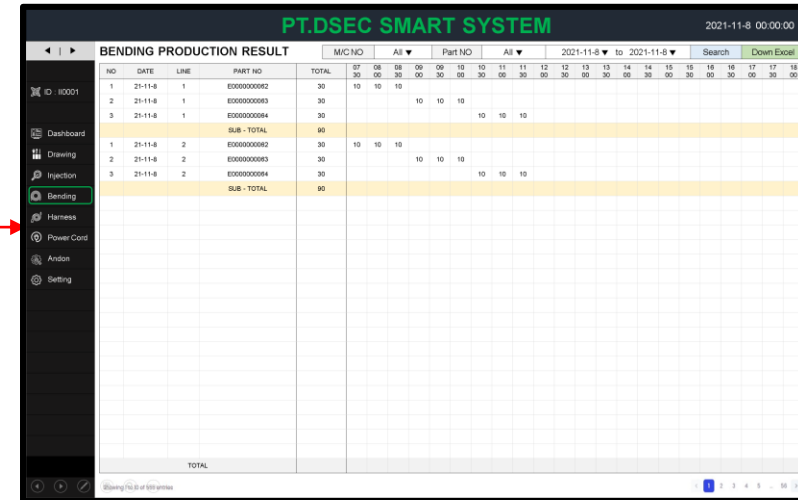 PT.DSEC SMART SYSTEM
2021-11-8 00:00:00
BENDING PRODUCTION RESULT M/C NO All ▼ Part NO All ▼ 2021-11-8 ▼ to 2021-11-8 ▼ Search Down Excel
NO DATE LINE PART NO TOTAL 07 30 08 00 08 30 09 00 09 30 10 00 10 30 11 00 11 30 12 00 12 30 13 00 13 30 14 00 14 30 15 00 15 30 16 00 16 30 17 00 17 30 18 00
1 21-11-8 1 E0000000062 30 10 10 10
2 21-11-8 1 E0000000063 30 10 10 10
3 21-11-8 1 E0000000064 30 10 10 10
SUB - TOTAL 90
1 21-11-8 2 E0000000062 30 10 10 10
2 21-11-8 2 E0000000063 30 10 10 10
3 21-11-8 2 E0000000064 30 10 10 10
SUB - TOTAL 90
TOTAL
ID : II0001
Dashboard
Drawing
Injection
Bending
Harness
Power Cord
Andon
Setting
1 2 3 4 5